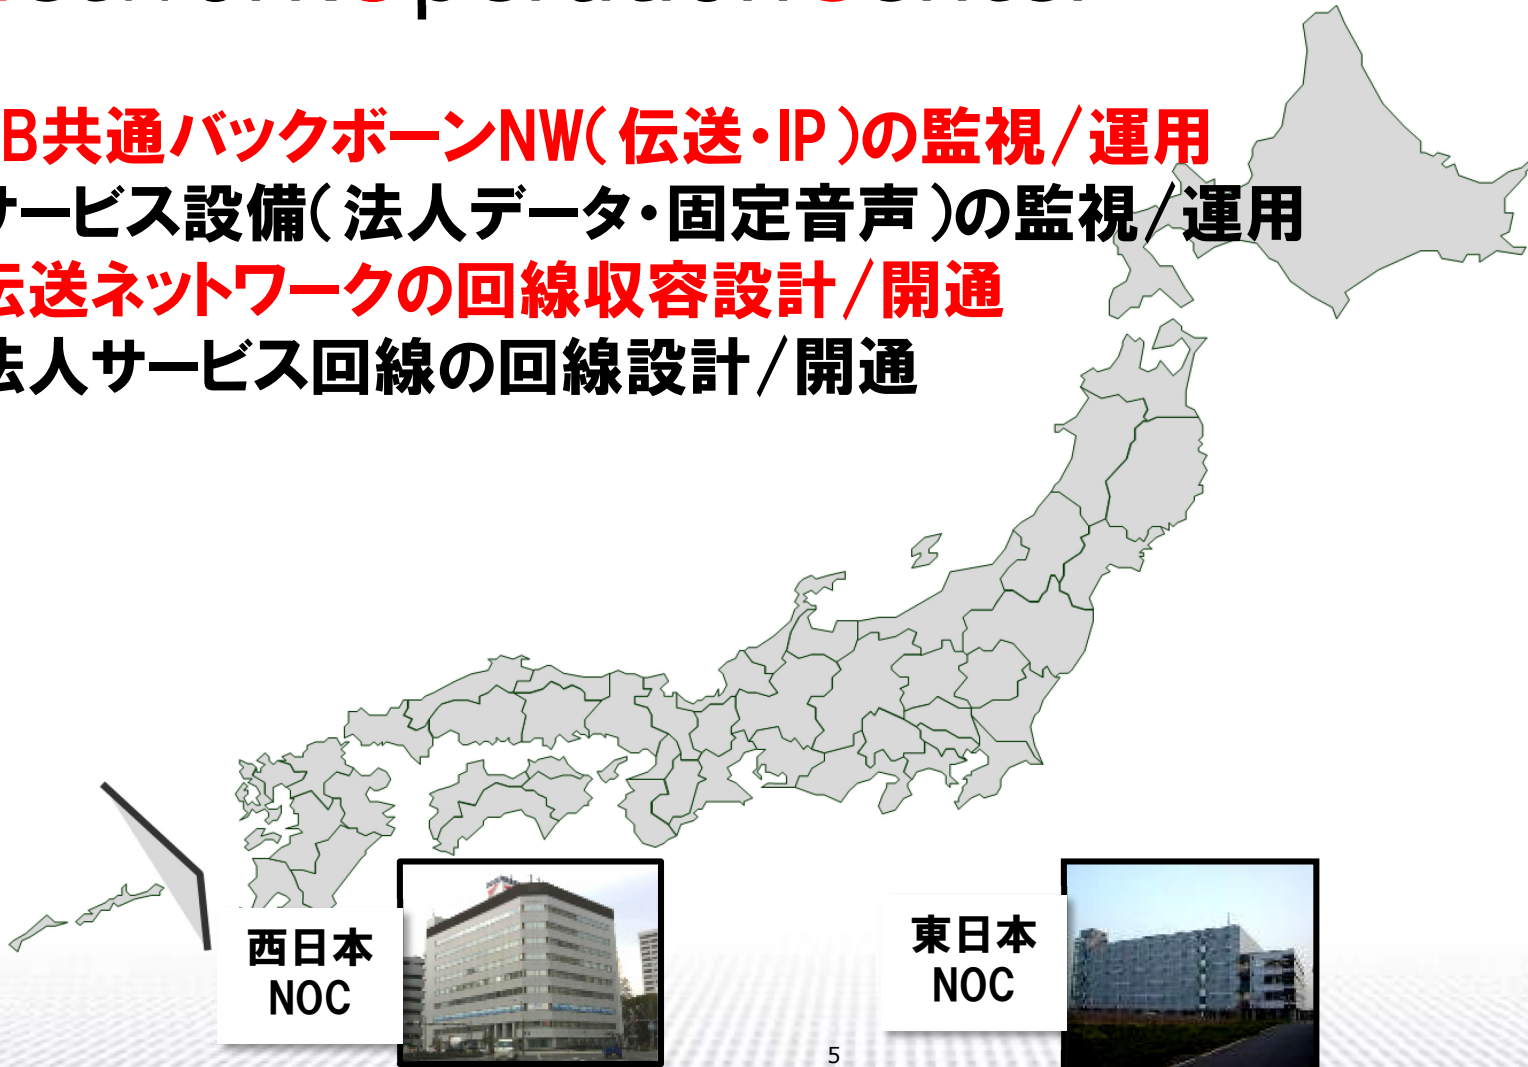 B共通バックボーンNW(伝送・IP)の監視/運用
サービス設備(法人データ・固定音声)の監視/運用
伝送ネットワークの回線収容設計/開通
法人サービス回線の回線設計/開通
西日本
NOC
東日本
NOC
5